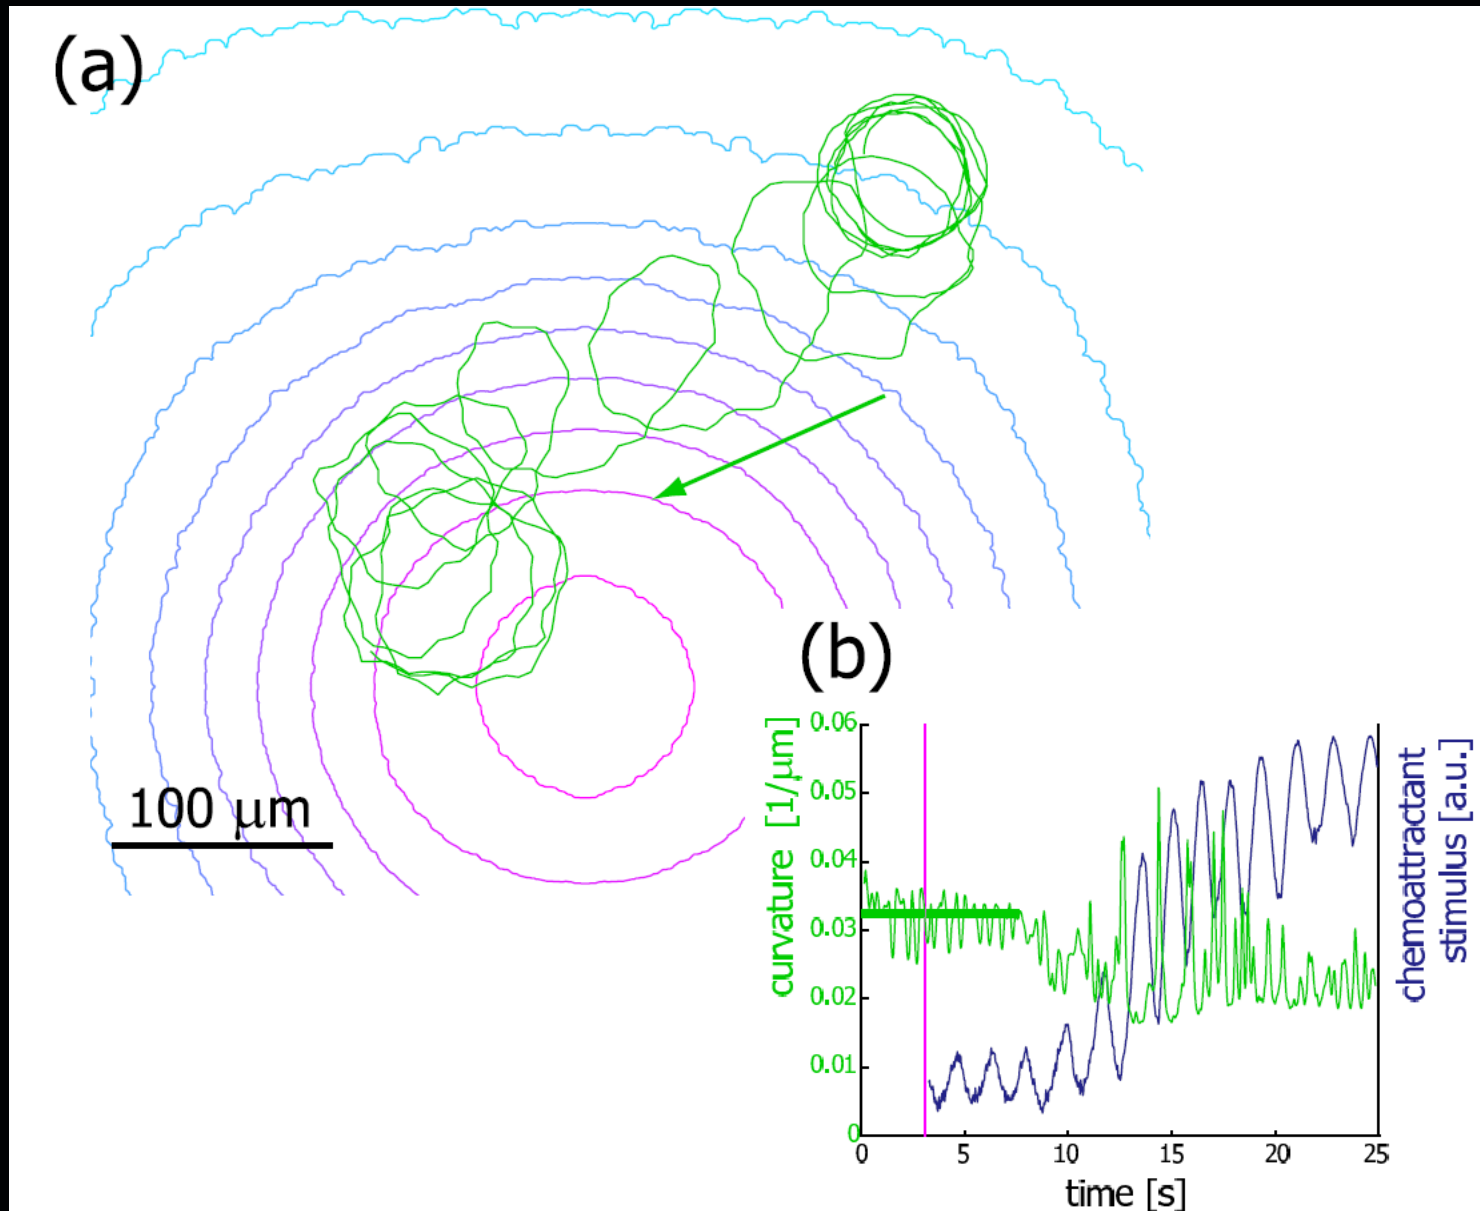 (a)
100 μm
(b)
curvature [1/μm]
0.06
0.05
0.04
0.03
0.02
0.01
0
0 5 10 15 20 25
time [s]
chemoattractant
stimulus [a.u.]